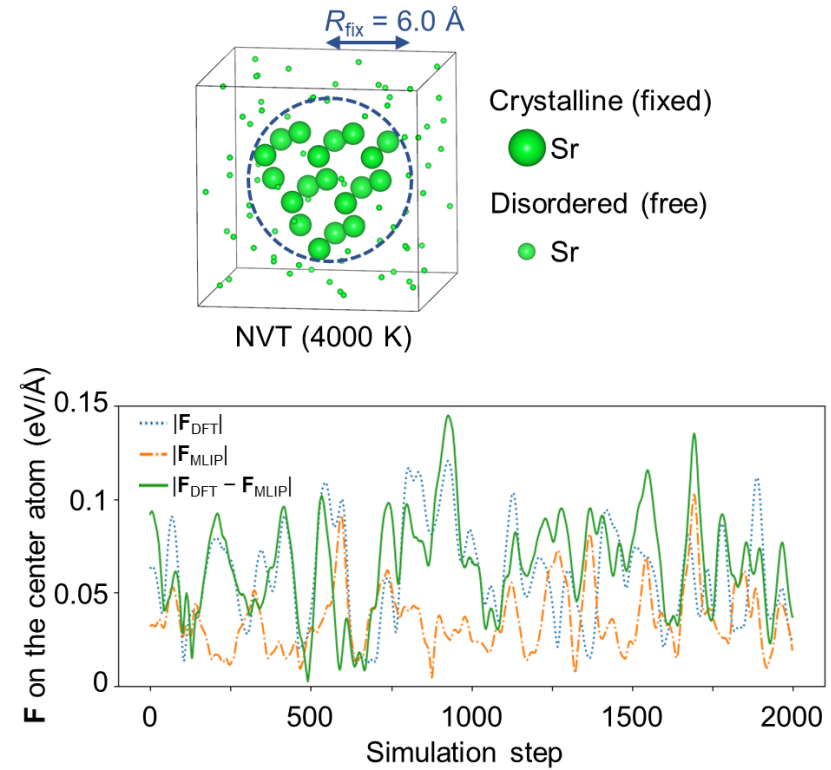 R_fix = 6.0 Å
Crystalline (fixed)
Sr
Disordered (free)
Sr
NVT (4000 K)
F on the center atom (eV/Å)
0.15
0.1
0.05
0
|F_DFT|
|F_MLIP|
|F_DFT − F_MLIP|
0
500
1000
1500
2000
Simulation step